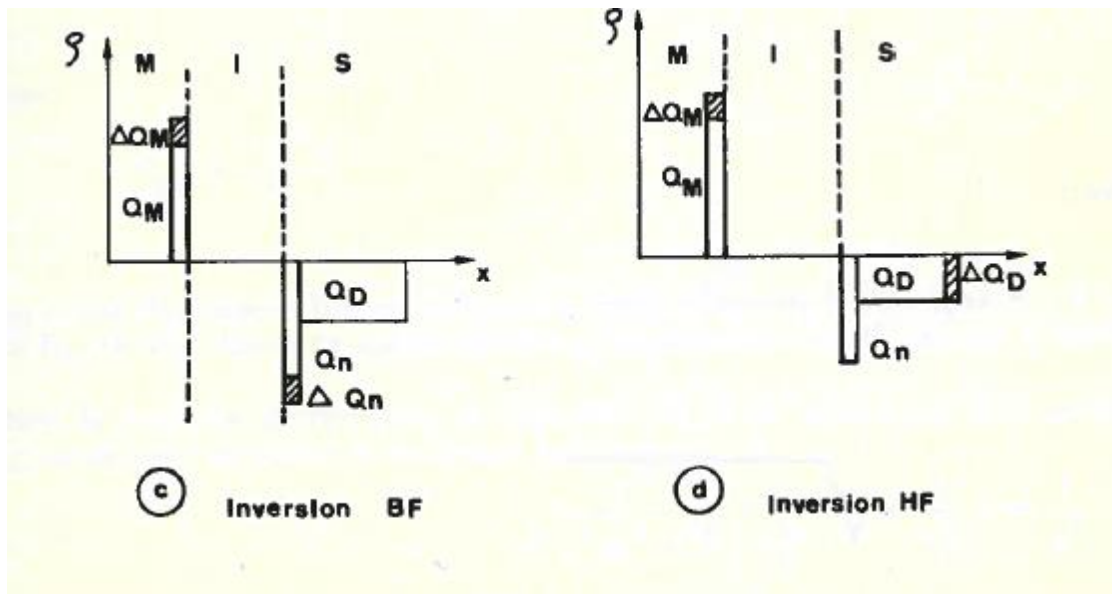 ρ M I S
ΔQM
QM
QD
x
Qn
Δ Qn
c Inversion BF
ρ M I S
ΔQM
QM
QD ΔQD x
Qn
d Inversion HF